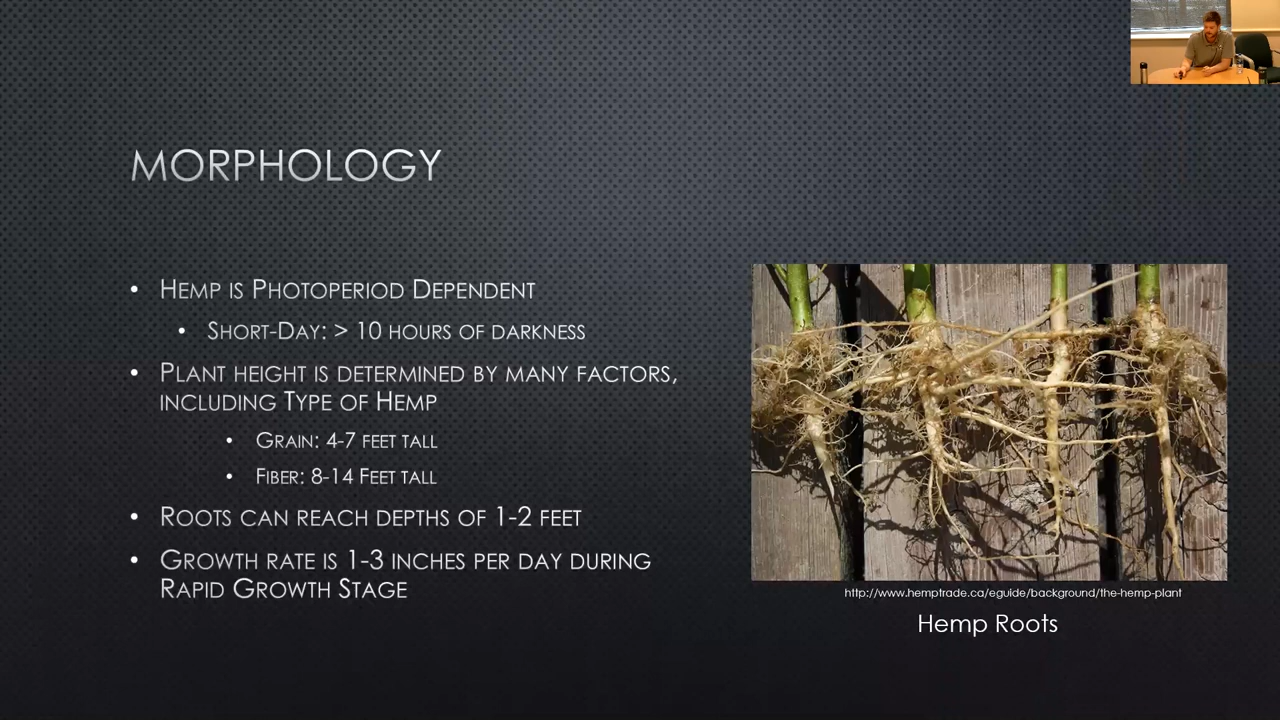 MORPHOLOGY
• HEMP IS PHOTOPERIOD DEPENDENT
• SHORT-DAY: > 10 HOURS OF DARKNESS
• PLANT HEIGHT IS DETERMINED BY MANY FACTORS,
INCLUDING TYPE OF HEMP
• GRAIN: 4-7 FEET TALL
• FIBER: 8-14 FEET TALL
• ROOTS CAN REACH DEPTHS OF 1-2 FEET
• GROWTH RATE IS 1-3 INCHES PER DAY DURING
RAPID GROWTH STAGE
http://www.hemptrade.ca/eguide/background/the-hemp-plant
Hemp Roots